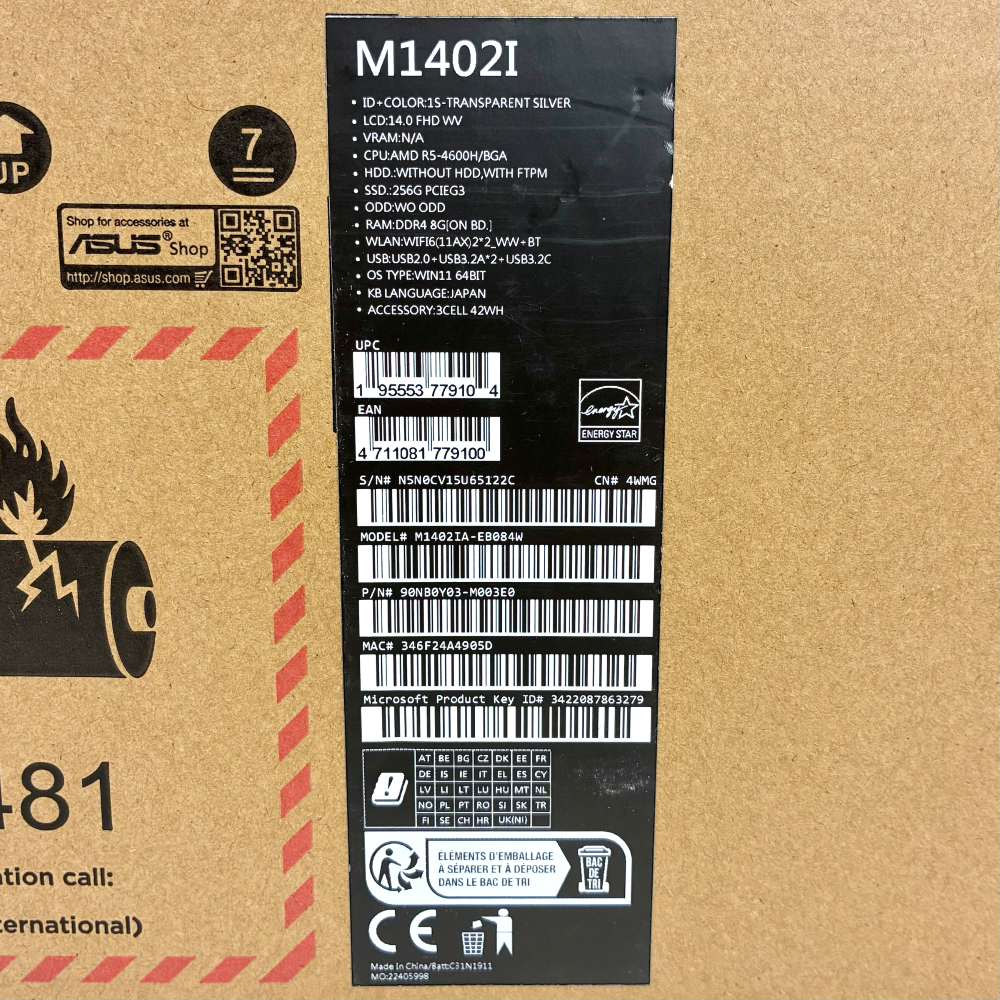 M1402I
• ID+COLOR:1S-TRANSPARENT SILVER
• LCD:14.0 FHD WV
• VRAM:N/A
• CPU:AMD R5-4600H/BGA
• HDD.:WITHOUT HDD,WITH FTPM
• SSD.:256G PCIEG3
• ODD:WO ODD
• RAM:DDR4 8G[ON BD.]
• WLAN:WIFI6(11AX)2*2_WW+BT
• USB:USB2.0+USB3.2A*2+USB3.2C
• OS TYPE:WIN11 64BIT
• KB LANGUAGE:JAPAN
• ACCESSORY:3CELL 42WH
UPC
1 95553 77910 4
EAN
4 711081 779100
energy
ENERGY STAR
S/N# N5N0CV15U65122C CN# 4WMG
MODEL# M1402IA-EB084W
P/N# 90NB0Y03-M003E0
MAC# 346F24A4905D
Microsoft Product Key ID# 3422087863279
AT BE BG CZ DK EE FR
DE IS IE IT EL ES CY
LV LI LT LU HU MT NL
NO PL PT RO SI SK TR
FI SE CH HR UK(NI)
ÉLÉMENTS D'EMBALLAGE
A SÉPARER ET À DÉPOSER
DANS LE BAC DE TRI
BAC
DE
TRI
CE
Made In China/Batt:C31N1911
MO:22405998
UP
7
Shop for accessories at
ASUS® Shop
http://shop.asus.com
481
tion call:
ternational)